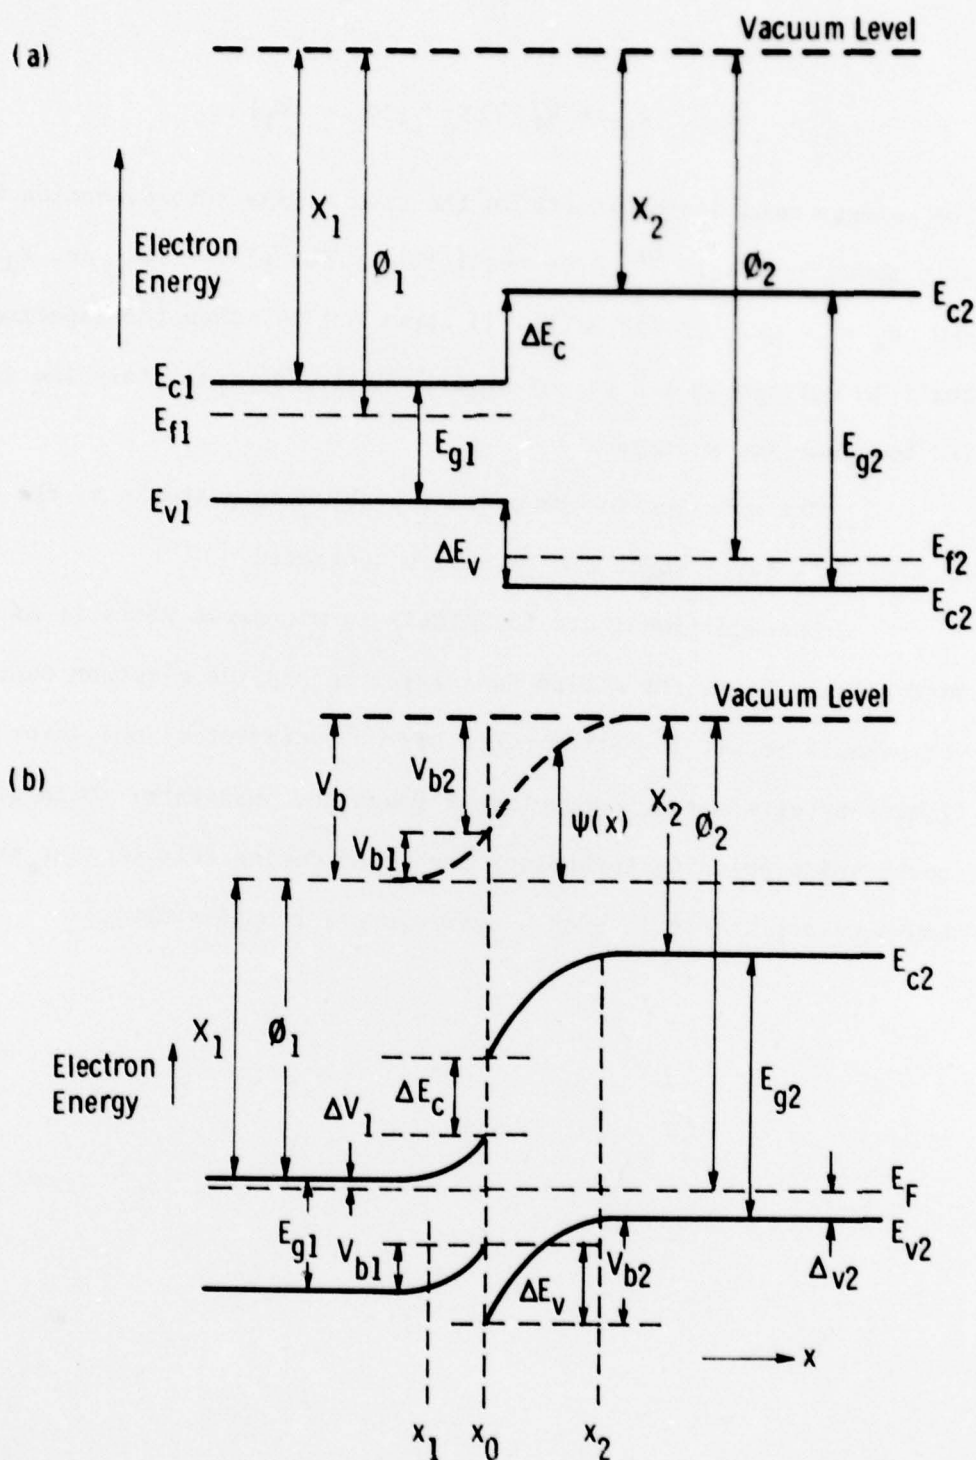 Vacuum Level
(a)
X1
Electron
Energy
Ø1
X2
Ø2
Ec2
ΔEc
Ec1
Ef1
Eg1
Eg2
Ev1
ΔEv
Ef2
Ec2
Vacuum Level
(b)
Vb
Vb2
Vb1
ψ(x)
X2
Ø2
Ec2
X1
Ø1
Electron
Energy
ΔEc
ΔV1
Eg2
EF
Eg1
Vb1
ΔEv
Vb2
Ev2
Δv2
x
x1
x0
x2